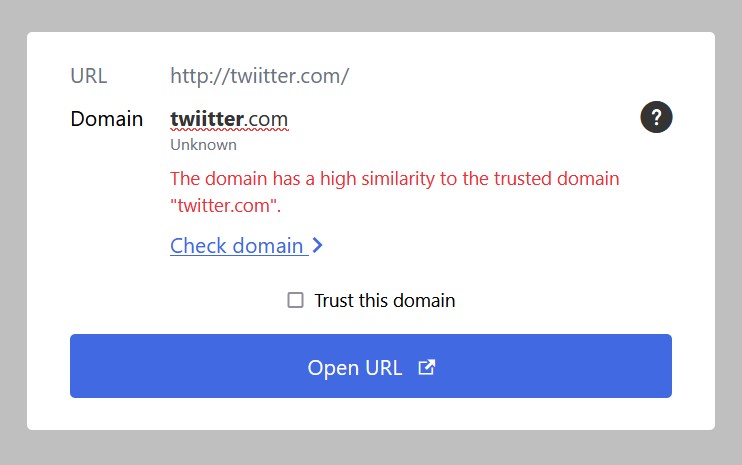 URL http://twiitter.com/
Domain twiitter.com ?
Unknown
The domain has a high similarity to the trusted domain
"twitter.com".
Check domain
Trust this domain
Open URL